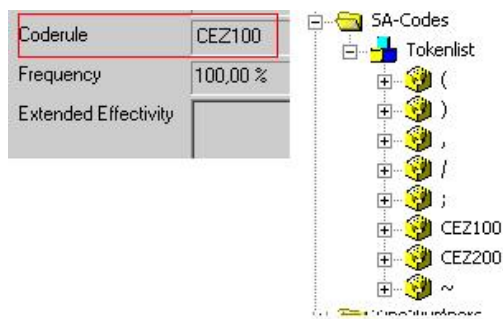 Coderule CEZ100
Frequency 100,00 %
Extended Effectivity
SA-Codes
Tokenlist
(
)
,
/
;
CEZ100
CEZ200
~